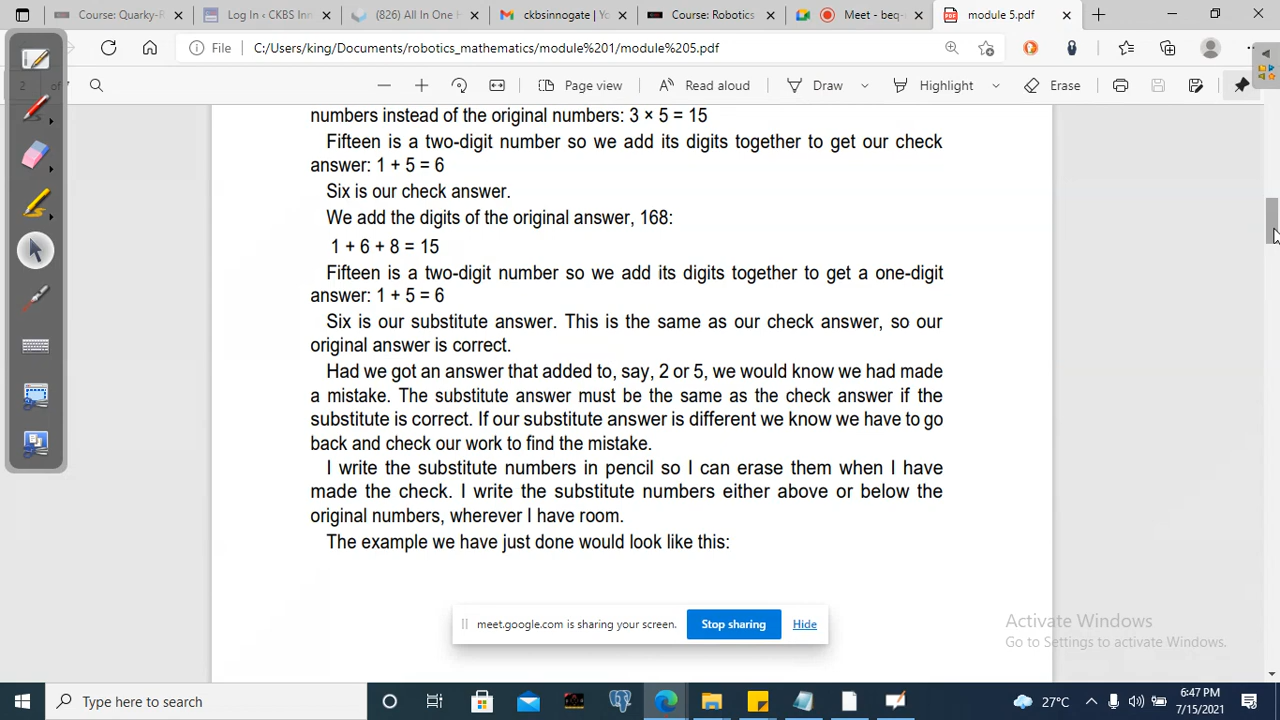 Course: Quarky-R
Log In ‹ CKBS Inn
(826) All In One H
ckbsinnogate | Yc
Course: Robotics
Meet - beq-
module 5.pdf
File C:/Users/king/Documents/robotics_mathematics/module%201/module%205.pdf
2 of 7 Page view Read aloud Draw Highlight Erase
numbers instead of the original numbers: 3 × 5 = 15
Fifteen is a two-digit number so we add its digits together to get our check
answer: 1 + 5 = 6
Six is our check answer.
We add the digits of the original answer, 168:
1 + 6 + 8 = 15
Fifteen is a two-digit number so we add its digits together to get a one-digit
answer: 1 + 5 = 6
Six is our substitute answer. This is the same as our check answer, so our
original answer is correct.
Had we got an answer that added to, say, 2 or 5, we would know we had made
a mistake. The substitute answer must be the same as the check answer if the
substitute is correct. If our substitute answer is different we know we have to go
back and check our work to find the mistake.
I write the substitute numbers in pencil so I can erase them when I have
made the check. I write the substitute numbers either above or below the
original numbers, wherever I have room.
The example we have just done would look like this:
meet.google.com is sharing your screen. Stop sharing Hide
Activate Windows
Go to Settings to activate Windows.
Type here to search
27°C
6:47 PM
7/15/2021